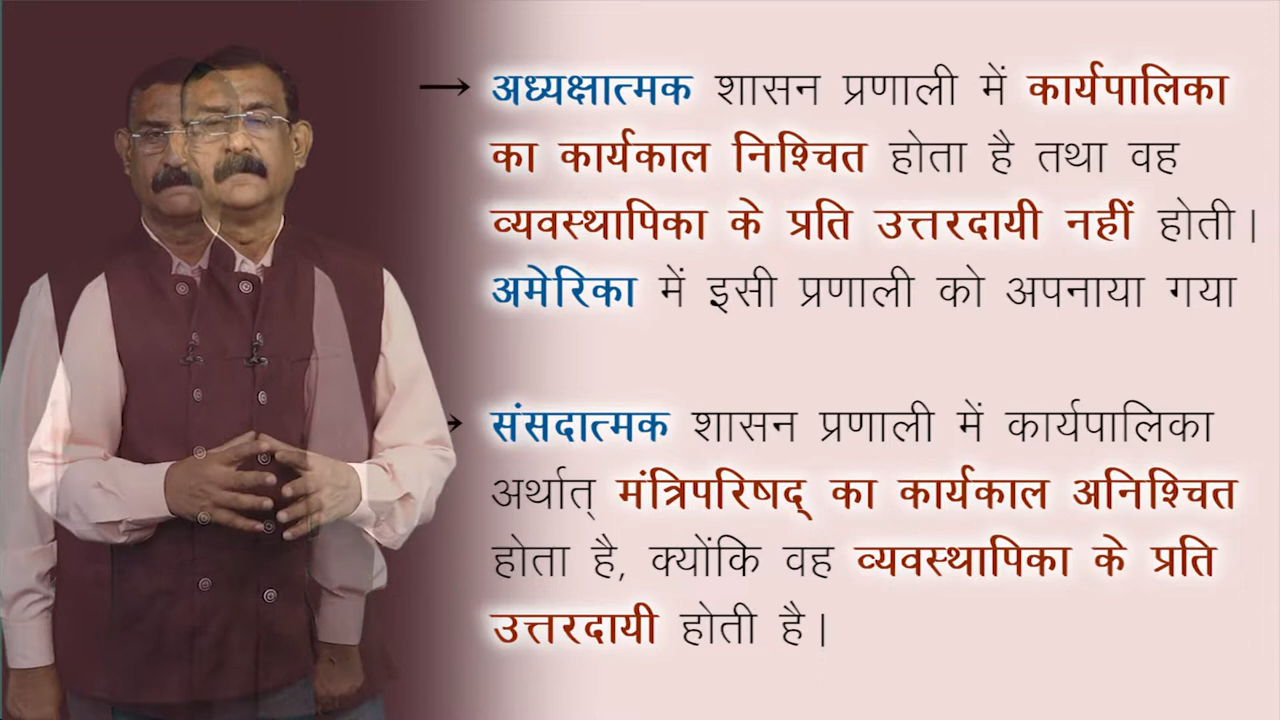 → अध्यक्षात्मक शासन प्रणाली में कार्यपालिका
का कार्यकाल निश्चित होता है तथा वह
व्यवस्थापिका के प्रति उत्तरदायी नहीं होती।
अमेरिका में इसी प्रणाली को अपनाया गया
→ संसदात्मक शासन प्रणाली में कार्यपालिका
अर्थात् मंत्रिपरिषद् का कार्यकाल अनिश्चित
होता है, क्योंकि वह व्यवस्थापिका के प्रति
उत्तरदायी होती है।